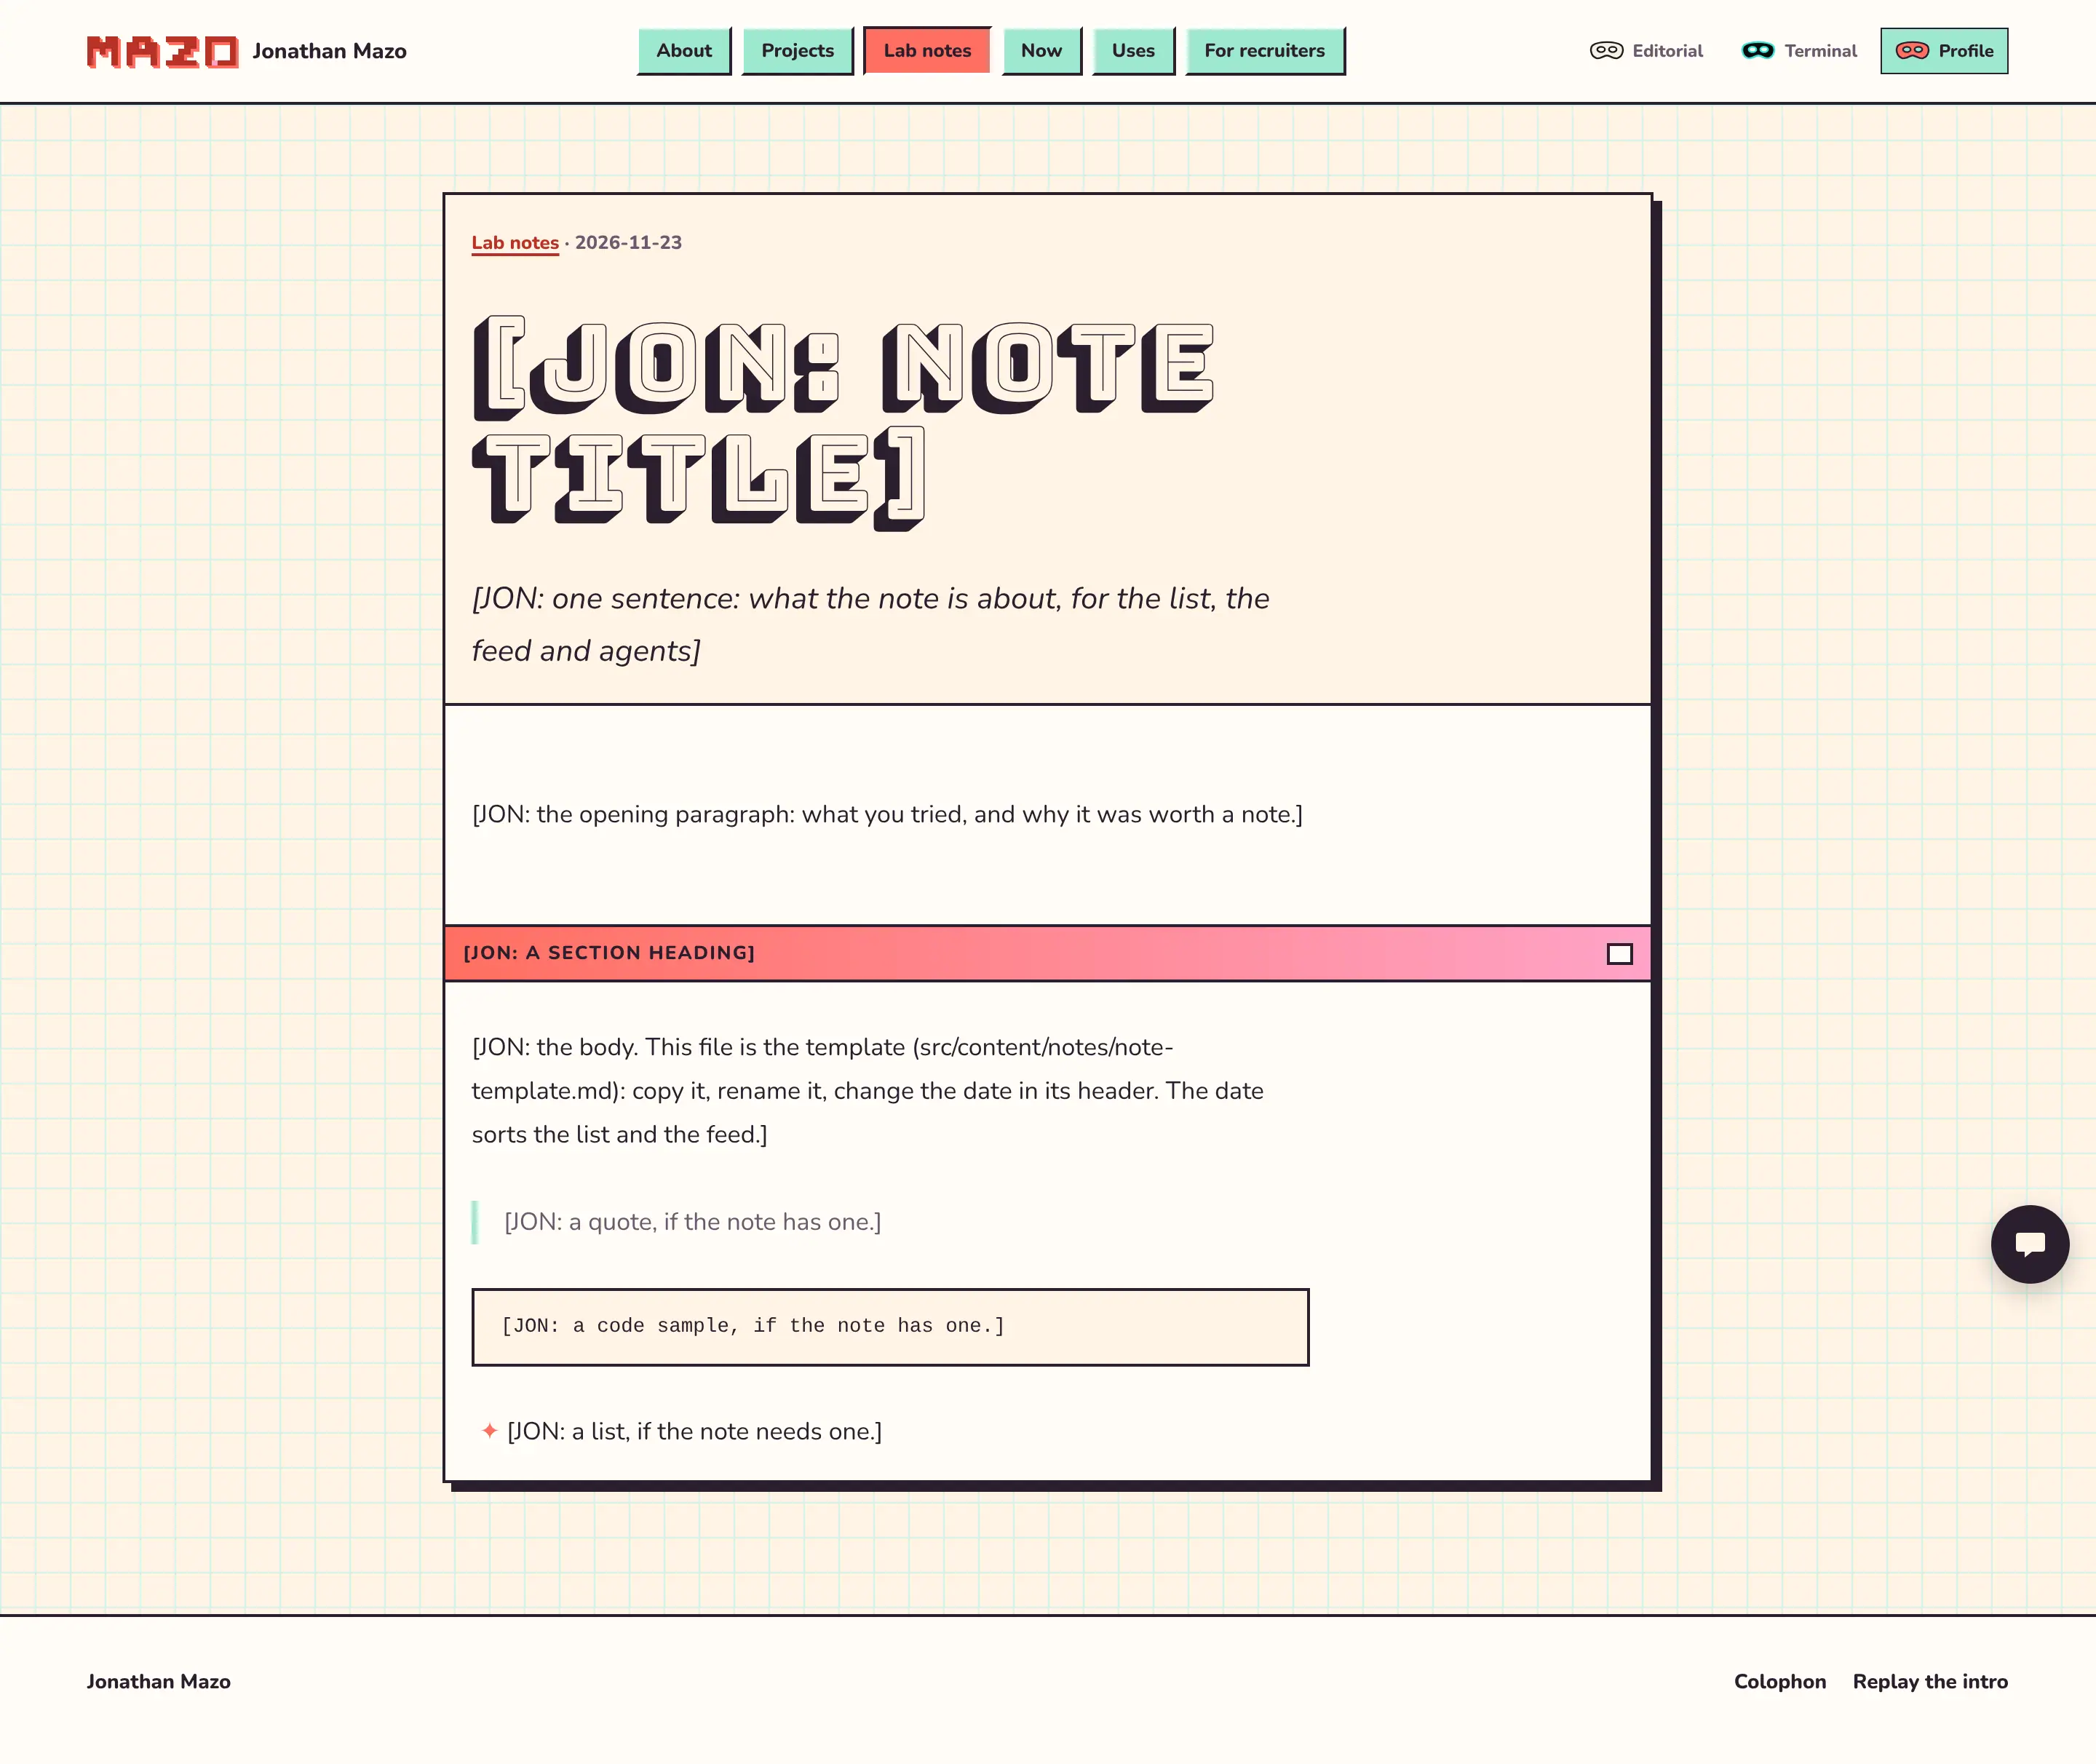 MAZO Jonathan Mazo
About
Projects
Lab notes
Now
Uses
For recruiters
Editorial
Terminal
Profile
Lab notes · 2026-11-23
[JON: NOTE
TITLE]
[JON: one sentence: what the note is about, for the list, the
feed and agents]
[JON: the opening paragraph: what you tried, and why it was worth a note.]
[JON: A SECTION HEADING]
[JON: the body. This file is the template (src/content/notes/note-
template.md): copy it, rename it, change the date in its header. The date
sorts the list and the feed.]
[JON: a quote, if the note has one.]
[JON: a code sample, if the note has one.]
✦ [JON: a list, if the note needs one.]
Jonathan Mazo
Colophon
Replay the intro